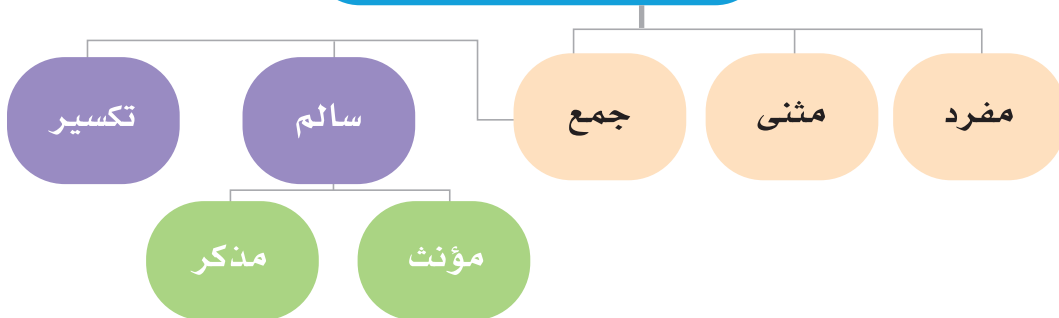 مفرد
مثنى
جمع
سالم
تكسير
مؤنث
مذكر